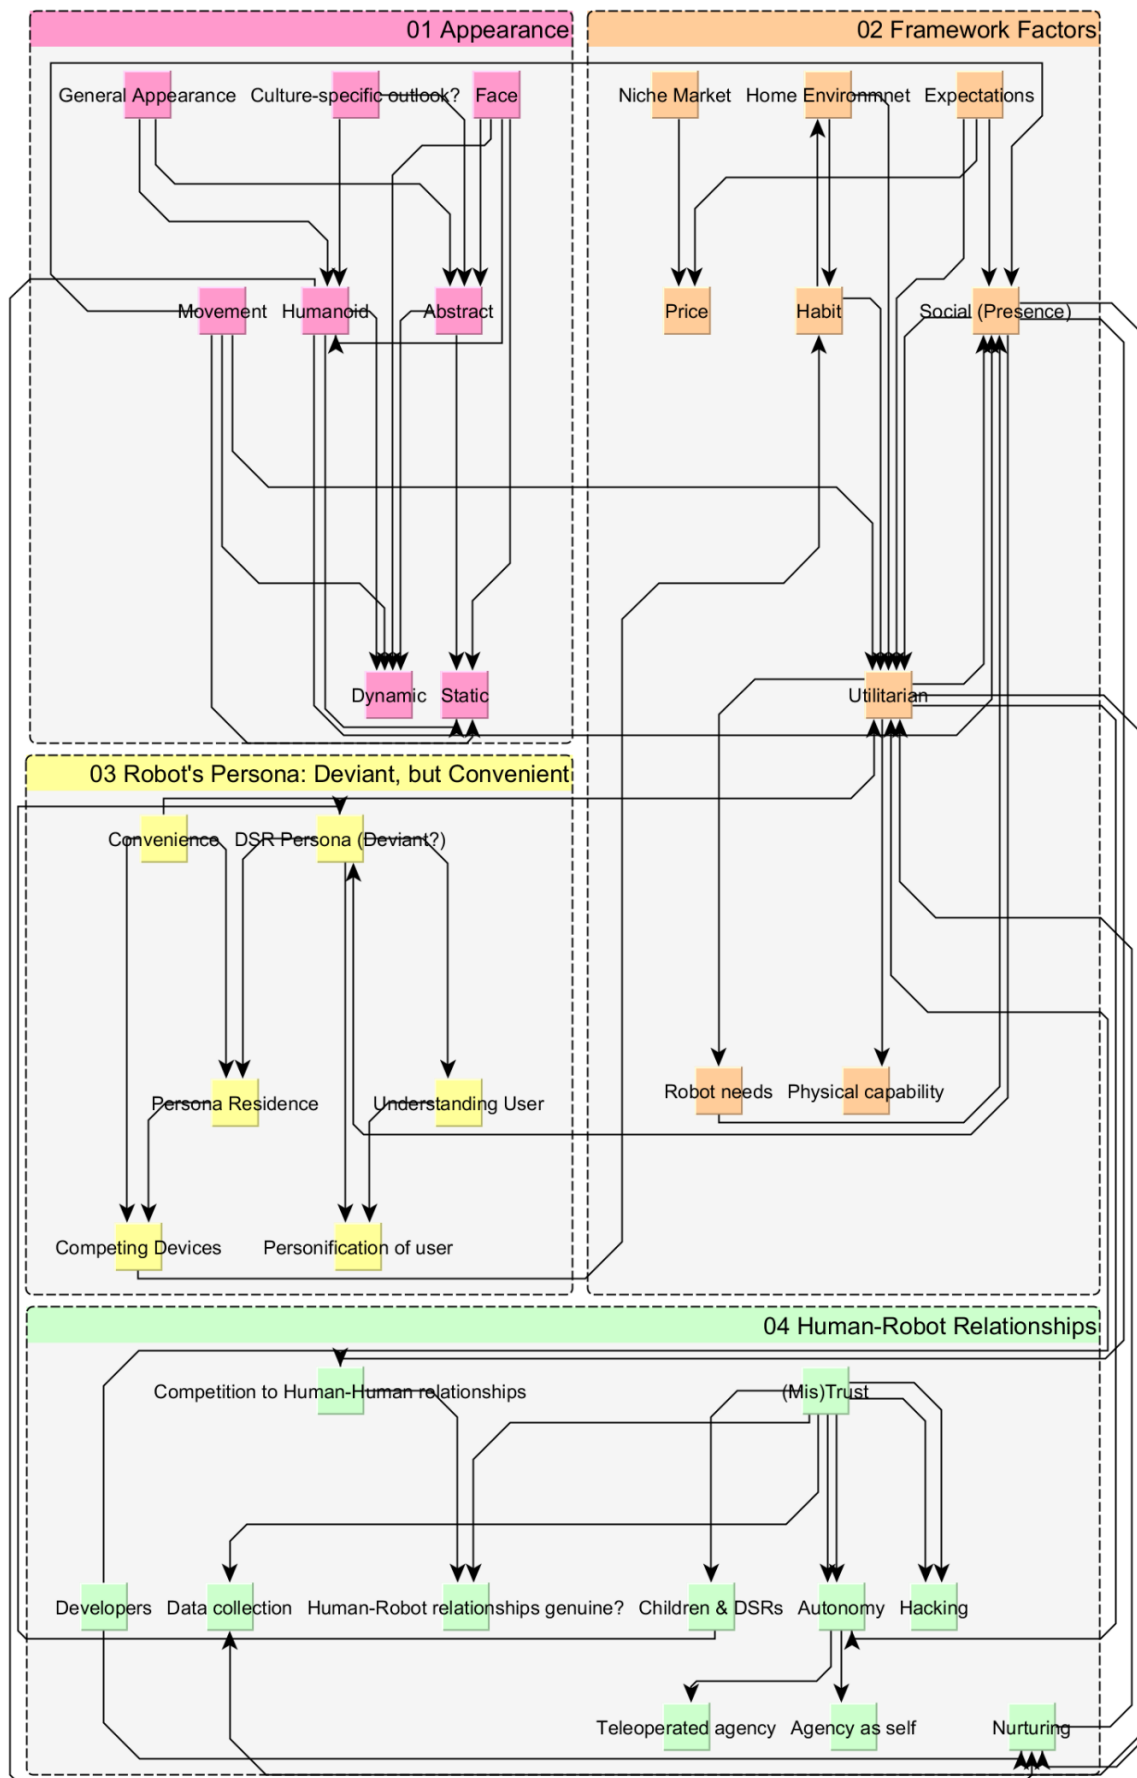 01 Appearance
02 Framework Factors
General Appearance
Culture-specific outlook?
Face
Niche Market
Home Environmnet
Expectations
Movement
Humanoid
Abstract
Price
Habit
Social (Presence)
Dynamic
Static
Utilitarian
03 Robot's Persona: Deviant, but Convenient
Convenience
DSR Persona (Deviant?)
Persona Residence
Understanding User
Robot needs
Physical capability
Competing Devices
Personification of user
04 Human-Robot Relationships
Competition to Human-Human relationships
(Mis)Trust
Developers
Data collection
Human-Robot relationships genuine?
Children & DSRs
Autonomy
Hacking
Teleoperated agency
Agency as self
Nurturing